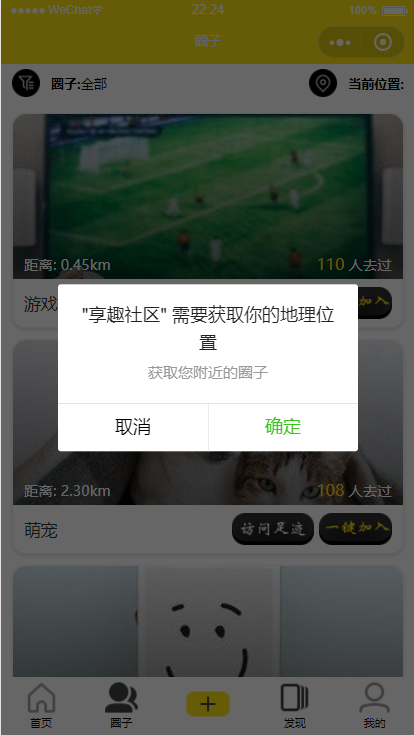 WeChat
22:24
100%
圈子
圈子:全部
当前位置:
距离: 0.45km
110 人去过
游戏
加入
"享趣社区" 需要获取你的地理位
置
获取您附近的圈子
取消
确定
距离: 2.30km
108 人去过
萌宠
访问足迹
一键加入
首页
圈子
发现
我的